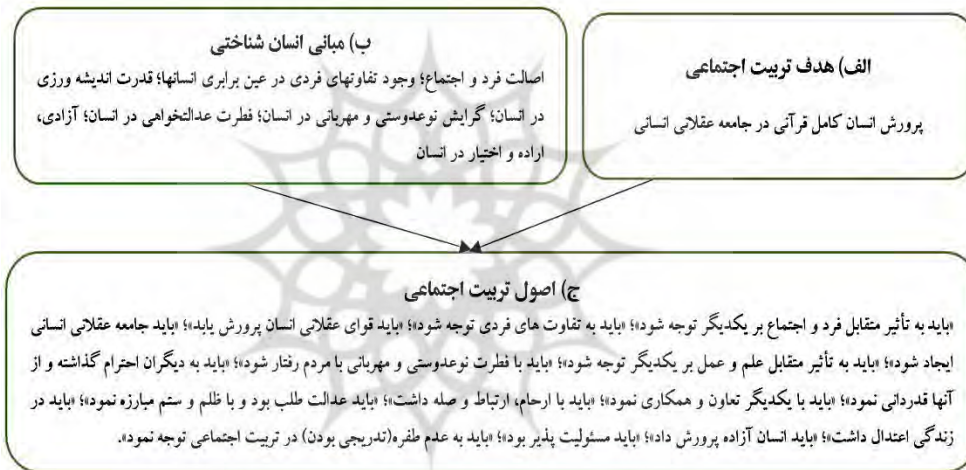 الف) هدف تربیت اجتماعی
پرورش انسان کامل قرآنی در جامعه عقلانی انسانی
ب) مبانی انسان شناختی
اصالت فرد و اجتماع؛ وجود تفاوتهای فردی در عین برابری انسانها؛ قدرت اندیشه ورزی
در انسان؛ گرایش نوعدوستی و مهربانی در انسان؛ فطرت عدالتخواهی در انسان؛ آزادی،
اراده و اختیار در انسان
ج) اصول تربیت اجتماعی
«باید به تأثیر متقابل فرد و اجتماع بر یکدیگر توجه شود»؛ «باید به تفاوت های فردی توجه شود»؛ «باید قوای عقلانی انسان پرورش یابد»؛ «باید جامعه عقلانی انسانی
ایجاد شود»؛ «باید به تأثیر متقابل علم و عمل بر یکدیگر توجه شود»؛ «باید با فطرت نوعدوستی و مهربانی با مردم رفتار شود»؛ «باید به دیگران احترام گذاشته و از
آنها قدردانی نمود»؛ «باید با یکدیگر تعاون و همکاری نمود»؛ «باید با ارحام، ارتباط و صله داشت»؛ «باید عدالت طلب بود و با ظلم و ستم مبارزه نمود»؛ «باید در
زندگی اعتدال داشت»؛ «باید انسان آزاده پرورش داد»؛ «باید مسئولیت پذیر بود»؛ «باید به عدم طفره(تدریجی بودن) در تربیت اجتماعی توجه نمود».